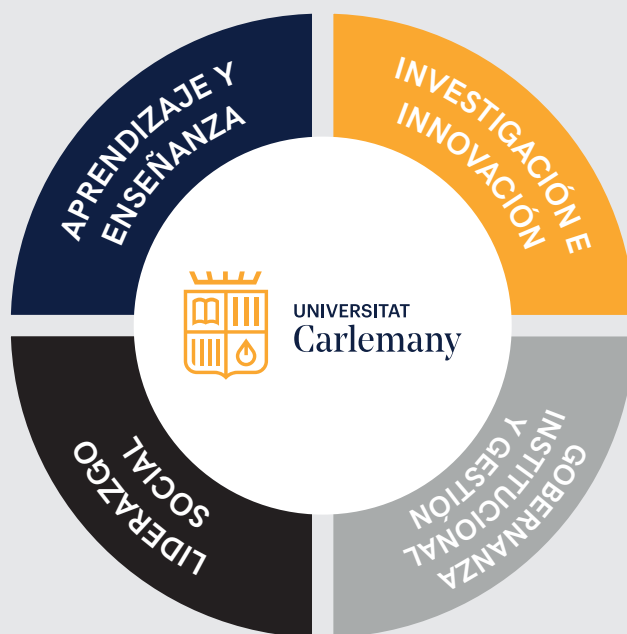 APRENDIZAJE Y
ENSEÑANZA
INVESTIGACIÓN E
INNOVACIÓN
UNIVERSITAT
Carlemany
LIDERAZGO
SOCIAL
GOBERNANZA
INSTITUCIONAL
Y GESTIÓN